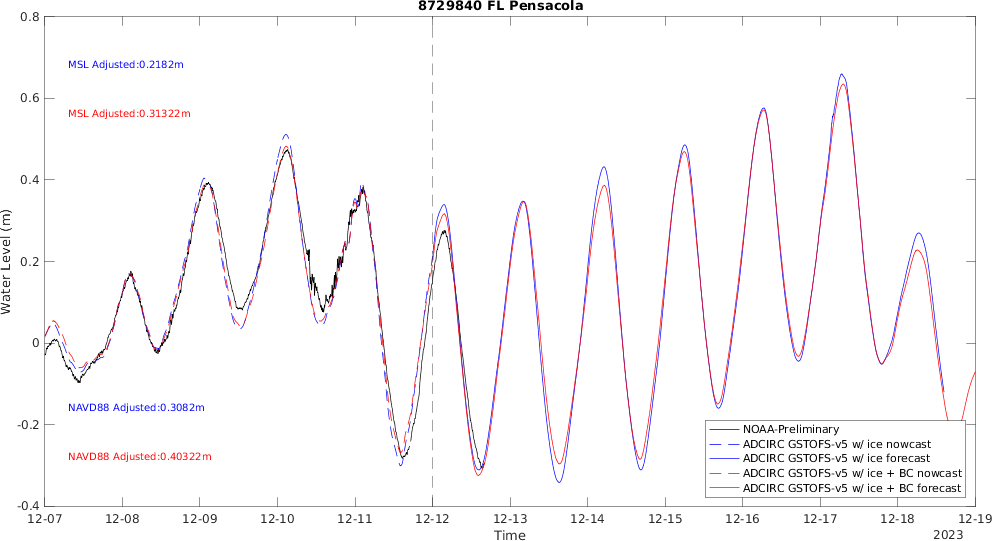 8729840 FL Pensacola
0.8
0.6
0.4
0.2
0
-0.2
-0.4
Water Level (m)
MSL Adjusted:0.2182m
MSL Adjusted:0.31322m
NAVD88 Adjusted:0.3082m
NAVD88 Adjusted:0.40322m
NOAA-Preliminary
ADCIRC GSTOFS-v5 w/ ice nowcast
ADCIRC GSTOFS-v5 w/ ice forecast
ADCIRC GSTOFS-v5 w/ ice + BC nowcast
ADCIRC GSTOFS-v5 w/ ice + BC forecast
12-07 12-08 12-09 12-10 12-11 12-12 12-13 12-14 12-15 12-16 12-17 12-18 12-19
Time
2023